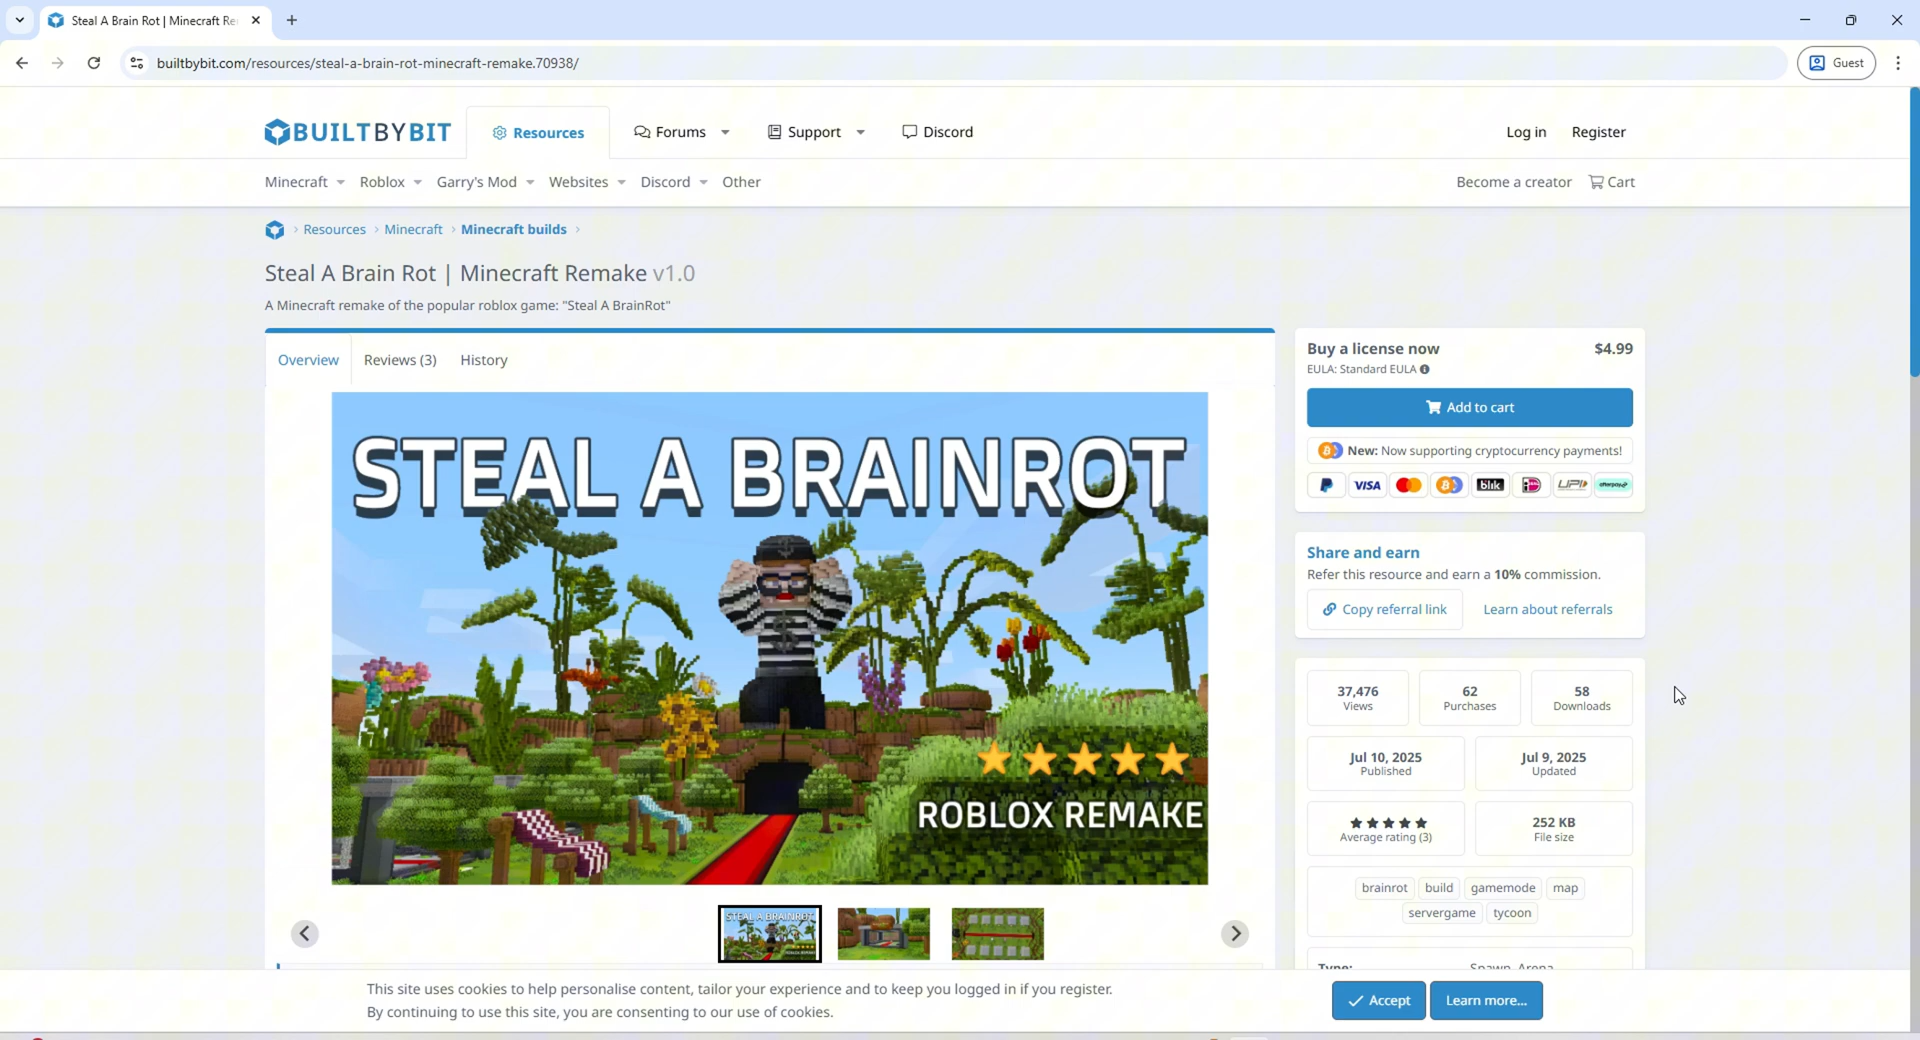 Steal A Brain Rot | Minecraft Re
builtbybit.com/resources/steal-a-brain-rot-minecraft-remake.70938/
Guest
BUILTBYBIT
Resources
Forums
Support
Discord
Log in
Register
Minecraft
Roblox
Garry's Mod
Websites
Discord
Other
Become a creator
Cart
Resources
Minecraft
Minecraft builds
Steal A Brain Rot | Minecraft Remake v1.0
A Minecraft remake of the popular roblox game: "Steal A BrainRot"
Overview
Reviews (3)
History
STEAL A BRAINROT
ROBLOX REMAKE
STEAL A BRAINROT
Buy a license now
$4.99
EULA: Standard EULA
Add to cart
New: Now supporting cryptocurrency payments!
VISA
blik
UPI
afterpay
Share and earn
Refer this resource and earn a 10% commission.
Copy referral link
Learn about referrals
37,476
Views
62
Purchases
58
Downloads
Jul 10, 2025
Published
Jul 9, 2025
Updated
Average rating (3)
252 KB
File size
brainrot
build
gamemode
map
servergame
tycoon
Type:
Spawn, Arena
This site uses cookies to help personalise content, tailor your experience and to keep you logged in if you register.
By continuing to use this site, you are consenting to our use of cookies.
Accept
Learn more...